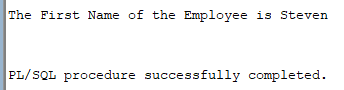 The First Name of the Employee is Steven
PL/SQL procedure successfully completed.